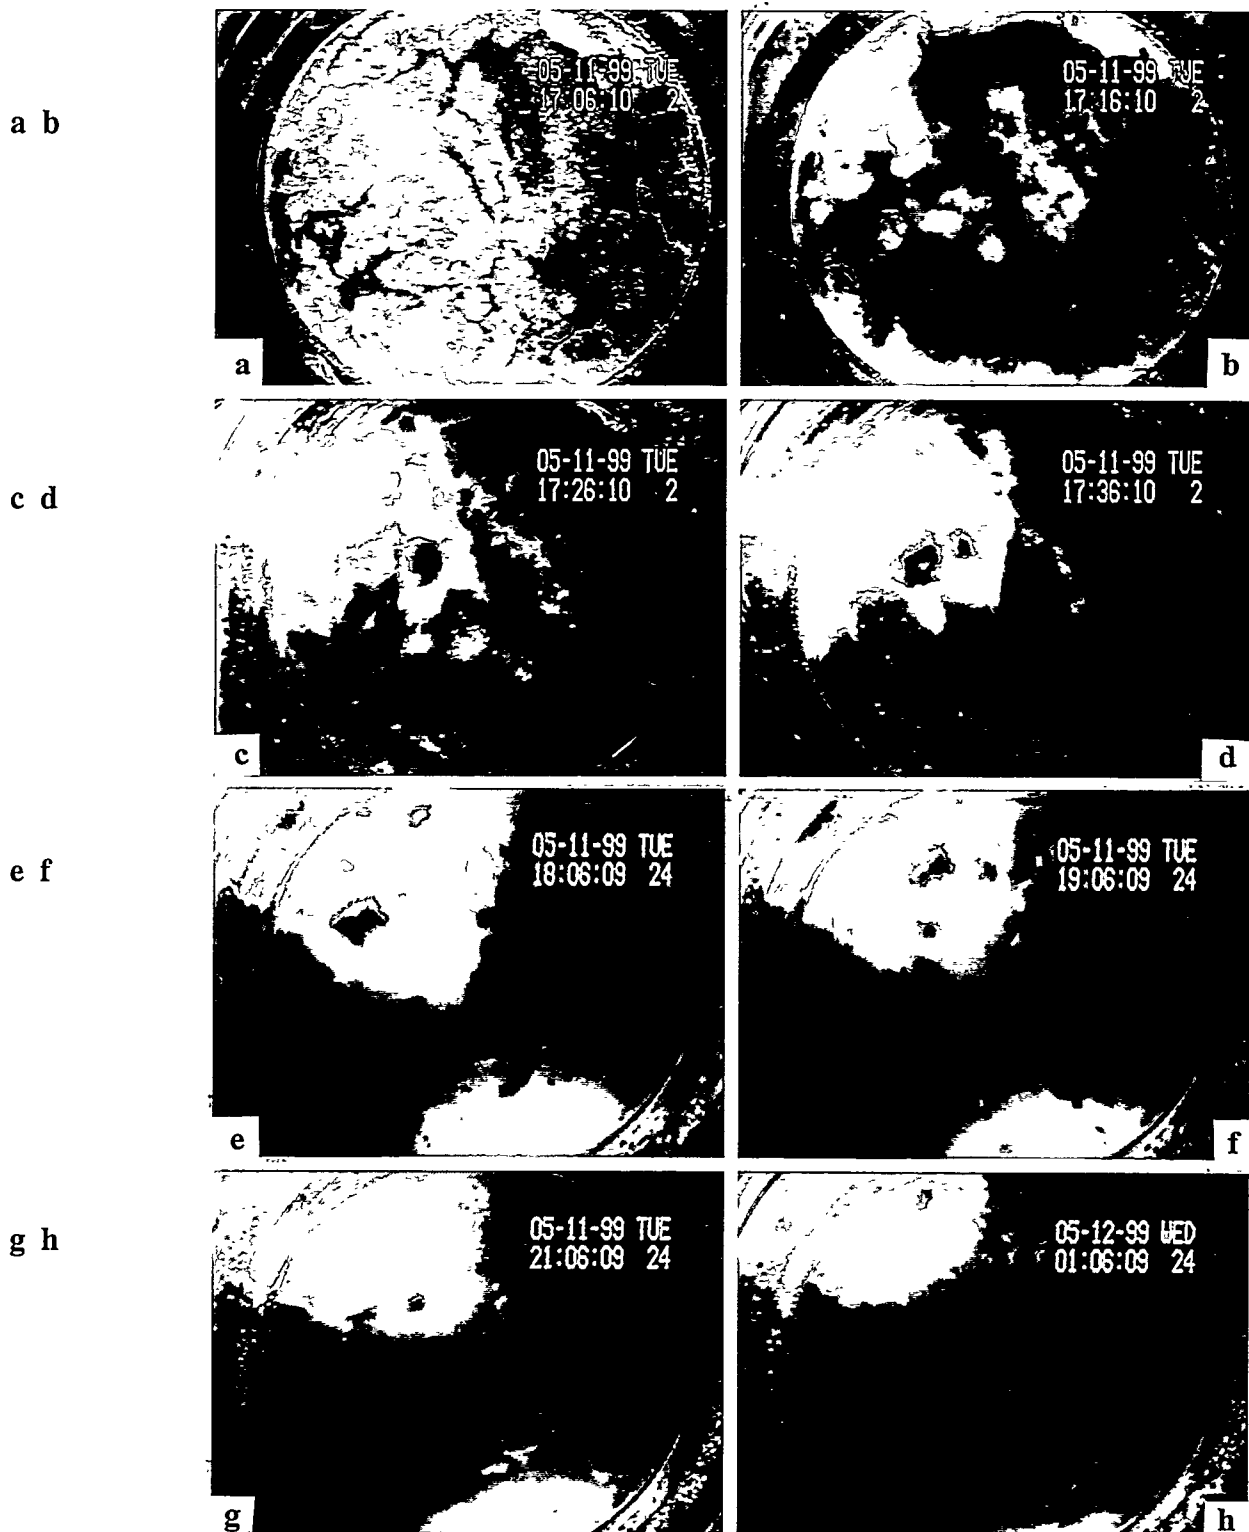 a b
05-11-99 TUE
17:06:10 2
a
05-11-99 TUE
17:16:10 2
b
c d
05-11-99 TUE
17:26:10 2
c
05-11-99 TUE
17:36:10 2
d
e f
05-11-99 TUE
18:06:09 24
e
05-11-99 TUE
19:06:09 24
f
g h
05-11-99 TUE
21:06:09 24
g
05-12-99 WED
01:06:09 24
h